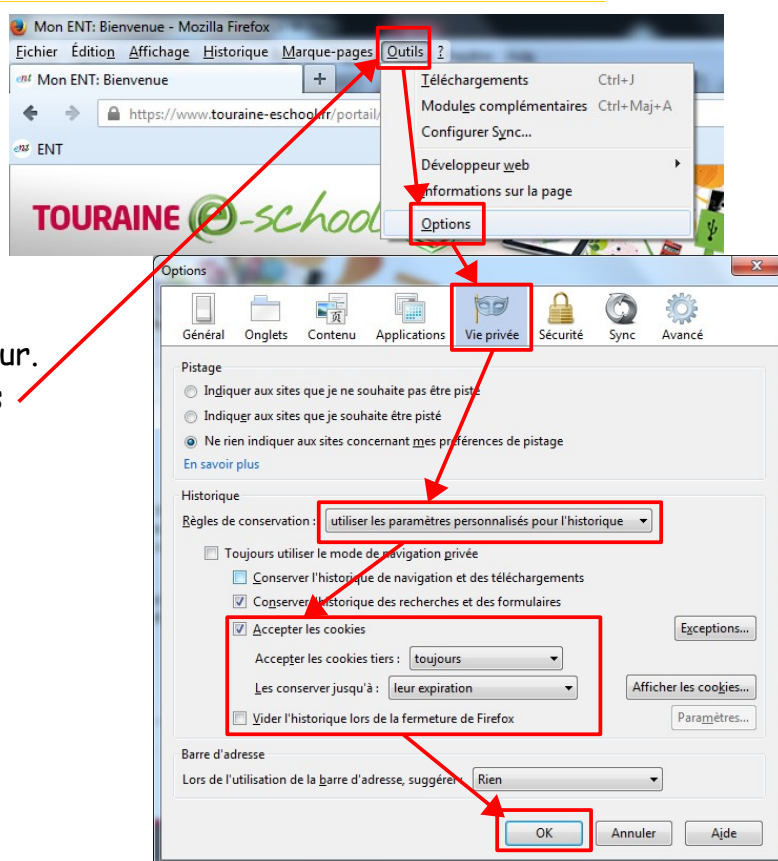 Mon ENT: Bienvenue - Mozilla Firefox
Fichier Édition Affichage Historique Marque-pages Outils ?
ent Mon ENT: Bienvenue +
https://www.touraine-eschool.fr/portail/
ent ENT
Téléchargements Ctrl+J
Modules complémentaires Ctrl+Maj+A
Configurer Sync...
Développeur web
Informations sur la page
Options
TOURAINE e-school
Options
Général Onglets Contenu Applications Vie privée Sécurité Sync Avancé
ur.
s
Pistage
Indiquer aux sites que je ne souhaite pas être pisté
Indiquer aux sites que je souhaite être pisté
Ne rien indiquer aux sites concernant mes préférences de pistage
En savoir plus
Historique
Règles de conservation : utiliser les paramètres personnalisés pour l'historique
Toujours utiliser le mode de navigation privée
Conserver l'historique de navigation et des téléchargements
Conserver l'historique des recherches et des formulaires
Accepter les cookies Exceptions...
Accepter les cookies tiers : toujours
Les conserver jusqu'à : leur expiration Afficher les cookies...
Vider l'historique lors de la fermeture de Firefox Paramètres...
Barre d'adresse
Lors de l'utilisation de la barre d'adresse, suggérer : Rien
OK Annuler Aide